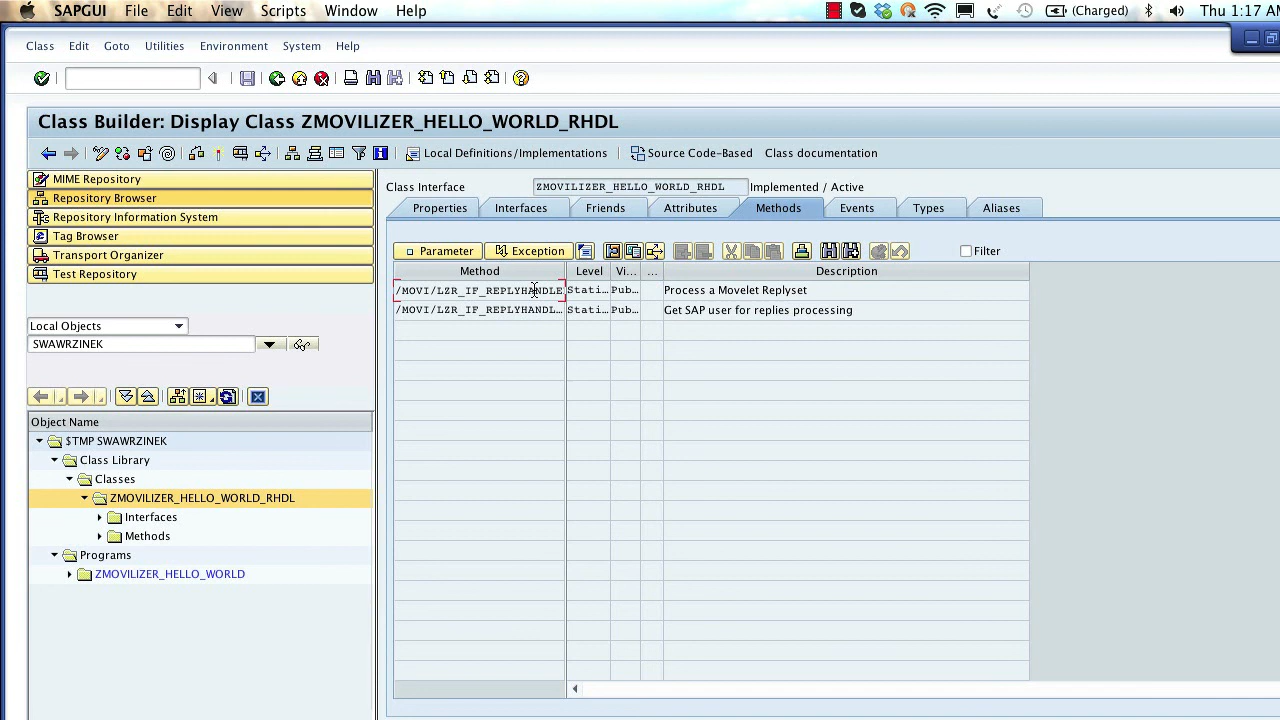 SAPGUI File Edit View Scripts Window Help (Charged) Thu 1:17 AM
Class Edit Goto Utilities Environment System Help
Class Builder: Display Class ZMOVILIZER_HELLO_WORLD_RHDL
Local Definitions/Implementations Source Code-Based Class documentation
MIME Repository
Repository Browser
Repository Information System
Tag Browser
Transport Organizer
Test Repository
Local Objects
SWAWRZINEK
Object Name
$TMP SWAWRZINEK
Class Library
Classes
ZMOVILIZER_HELLO_WORLD_RHDL
Interfaces
Methods
Programs
ZMOVILIZER_HELLO_WORLD
Class Interface ZMOVILIZER_HELLO_WORLD_RHDL Implemented / Active
Properties Interfaces Friends Attributes Methods Events Types Aliases
Parameter Exception Filter
Method Level Vi... ... Description
/MOVI/LZR_IF_REPLYHANDLE Stati... Pub... Process a Movelet Replyset
/MOVI/LZR_IF_REPLYHANDL... Stati... Pub... Get SAP user for replies processing